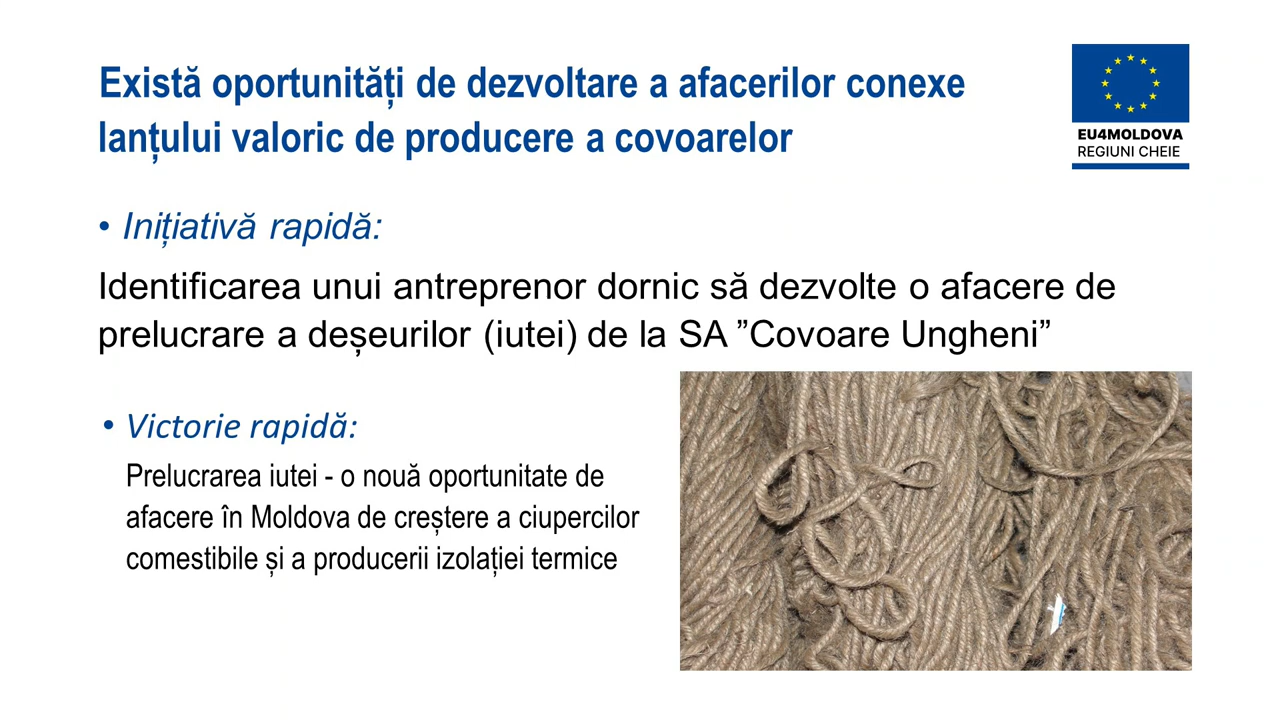 Există oportunități de dezvoltare a afacerilor conexe
lanțului valoric de producere a covoarelor
EU4MOLDOVA
REGIUNI CHEIE
• Inițiativă rapidă:
Identificarea unui antreprenor dornic să dezvolte o afacere de
prelucrare a deșeurilor (iutei) de la SA ”Covoare Ungheni”
• Victorie rapidă:
Prelucrarea iutei - o nouă oportunitate de
afacere în Moldova de creștere a ciupercilor
comestibile și a producerii izolației termice